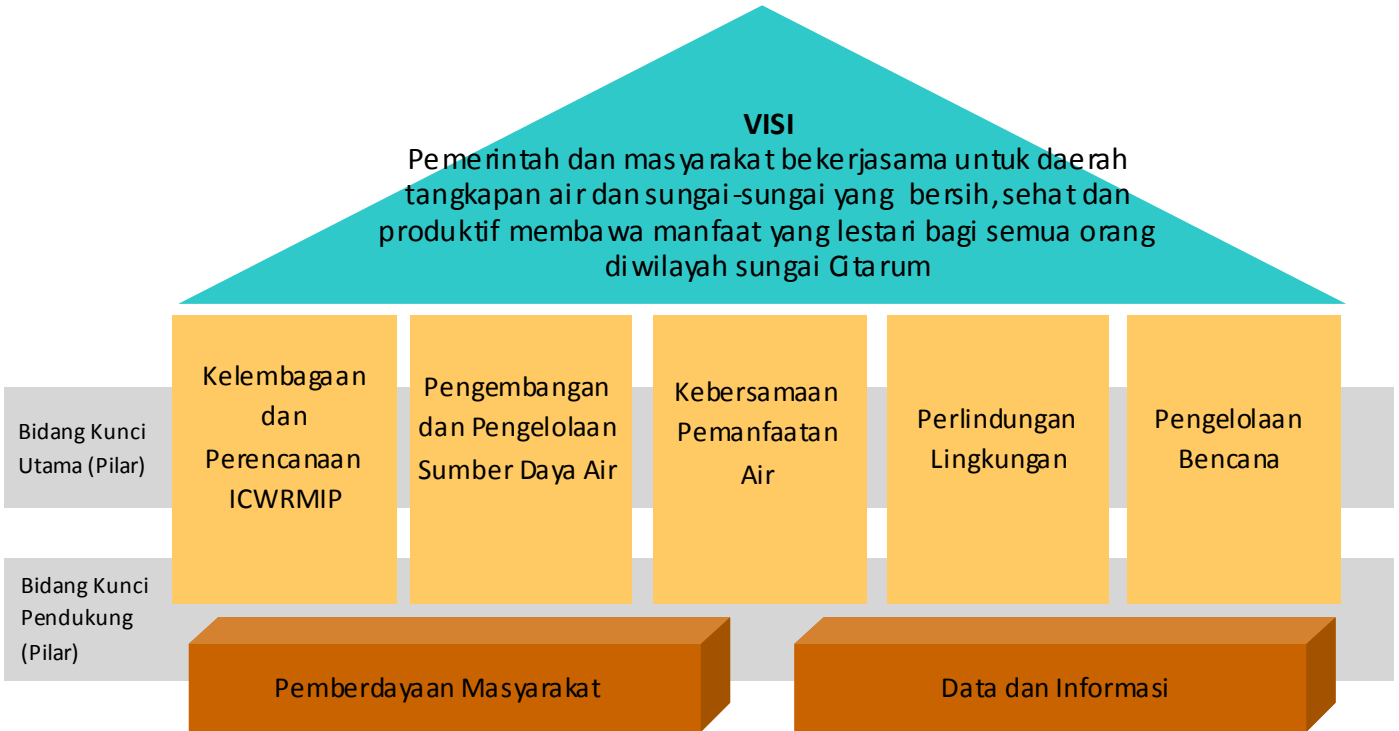 VISI
Pemerintah dan masyarakat bekerjasama untuk daerah
tangkapan air dan sungai-sungai yang bersih, sehat dan
produktif membawa manfaat yang lestari bagi semua orang
diwilayah sungai Citarum
Bidang Kunci
Utama (Pilar)
Kelembagaan
dan
Perencanaan
ICWRMIP
Pengembangan
dan Pengelolaan
Sumber Daya Air
Kebersamaan
Pemanfaatan
Air
Perlindungan
Lingkungan
Pengelolaan
Bencana
Bidang Kunci
Pendukung
(Pilar)
Pemberdayaan Masyarakat
Data dan Informasi